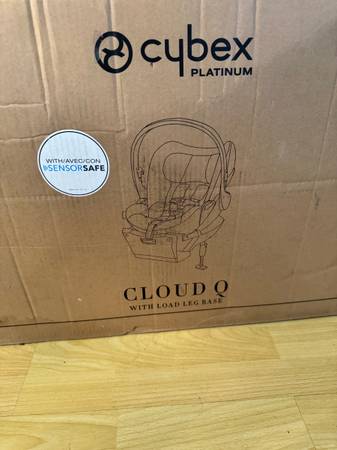 cybex
PLATINUM
WITH/AVEC/CON
SENSORSAFE
CLOUD Q
WITH LOAD LEG BASE